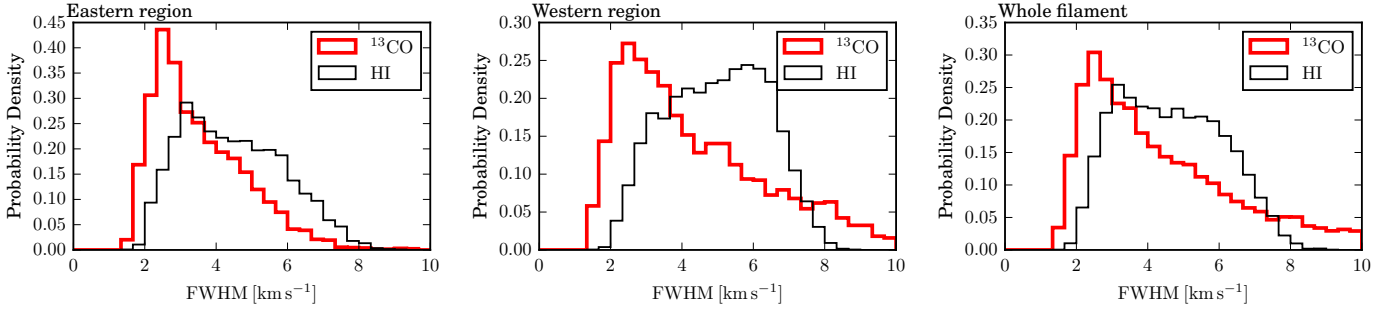 Eastern region
Probability Density
0.45
0.40
0.35
0.30
0.25
0.20
0.15
0.10
0.05
0.00
0 2 4 6 8 10
FWHM [km s⁻¹]
¹³CO
HI
Western region
Probability Density
0.30
0.25
0.20
0.15
0.10
0.05
0.00
0 2 4 6 8 10
FWHM [km s⁻¹]
¹³CO
HI
Whole filament
Probability Density
0.35
0.30
0.25
0.20
0.15
0.10
0.05
0.00
0 2 4 6 8 10
FWHM [km s⁻¹]
¹³CO
HI